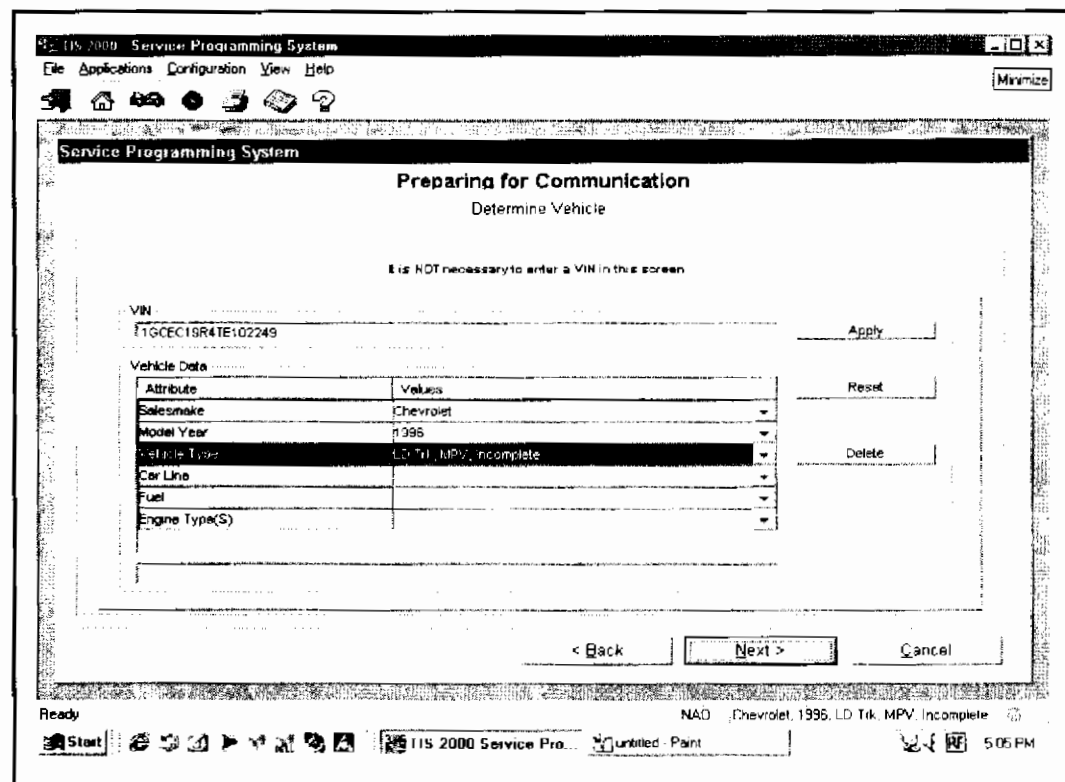 TIS 2000 Service Programming System
File Applications Configuration View Help
Minimize
Service Programming System
Preparing for Communication
Determine Vehicle
It is NOT necessary to enter a VIN in this screen
VIN
1GCEC19R4TE102249 Apply
Vehicle Data
Attribute Values Reset
Salesmake Chevrolet
Model Year 1996
Vehicle Type LD Trk, MPV, Incomplete Delete
Car Line
Fuel
Engine Type(S)
< Back Next > Cancel
Ready NAO Chevrolet, 1996, LD Trk, MPV, Incomplete
Start TIS 2000 Service Pro... untitled - Paint 5:05 PM